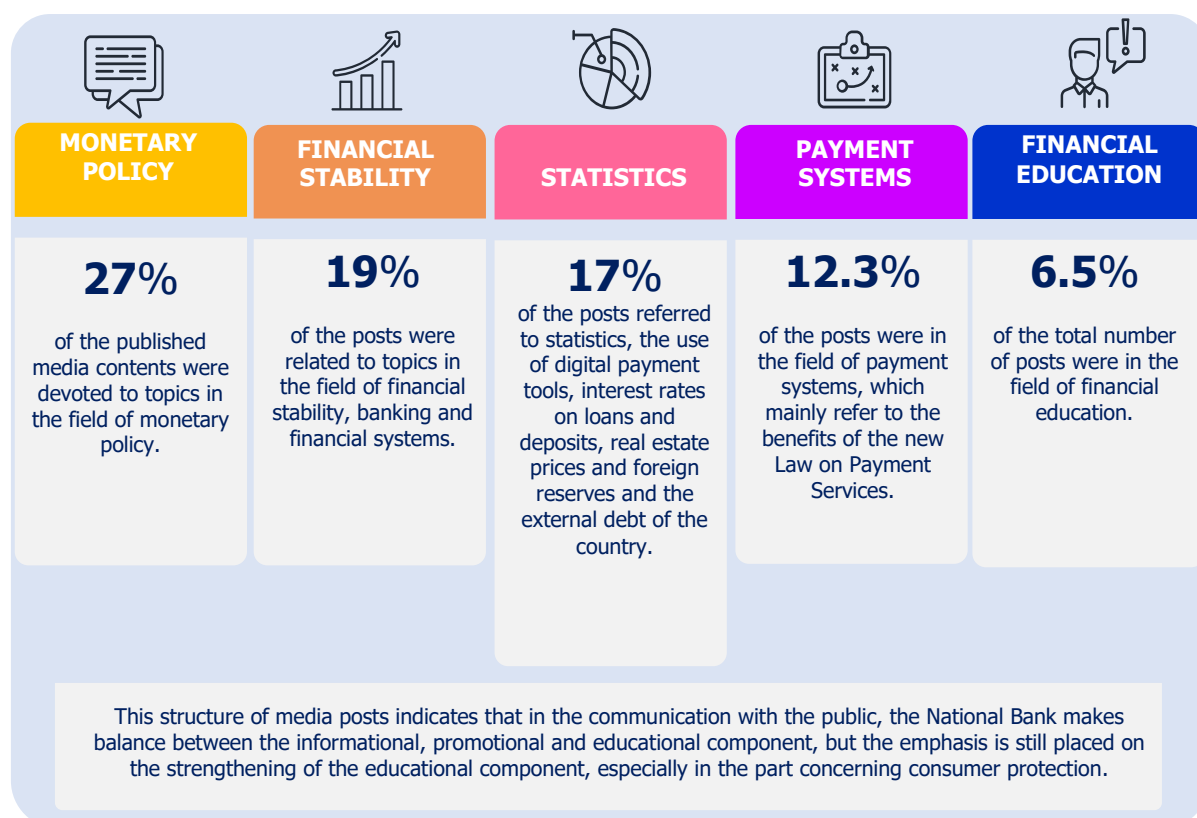 MONETARY
POLICY
27%
of the published
media contents were
devoted to topics in
the field of monetary
policy.
FINANCIAL
STABILITY
19%
of the posts were
related to topics in
the field of financial
stability, banking and
financial systems.
STATISTICS
17%
of the posts referred
to statistics, the use
of digital payment
tools, interest rates
on loans and
deposits, real estate
prices and foreign
reserves and the
external debt of the
country.
PAYMENT
SYSTEMS
12.3%
of the posts were in
the field of payment
systems, which
mainly refer to the
benefits of the new
Law on Payment
Services.
FINANCIAL
EDUCATION
6.5%
of the total number
of posts were in the
field of financial
education.
This structure of media posts indicates that in the communication with the public, the National Bank makes
balance between the informational, promotional and educational component, but the emphasis is still placed on
the strengthening of the educational component, especially in the part concerning consumer protection.